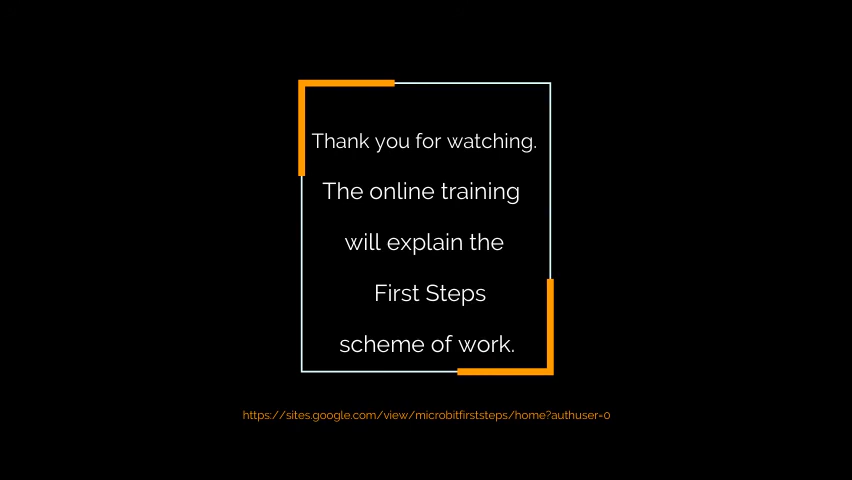 Thank you for watching.
The online training
will explain the
First Steps
scheme of work.
https://sites.google.com/view/microbitfirststeps/home?authuser=0